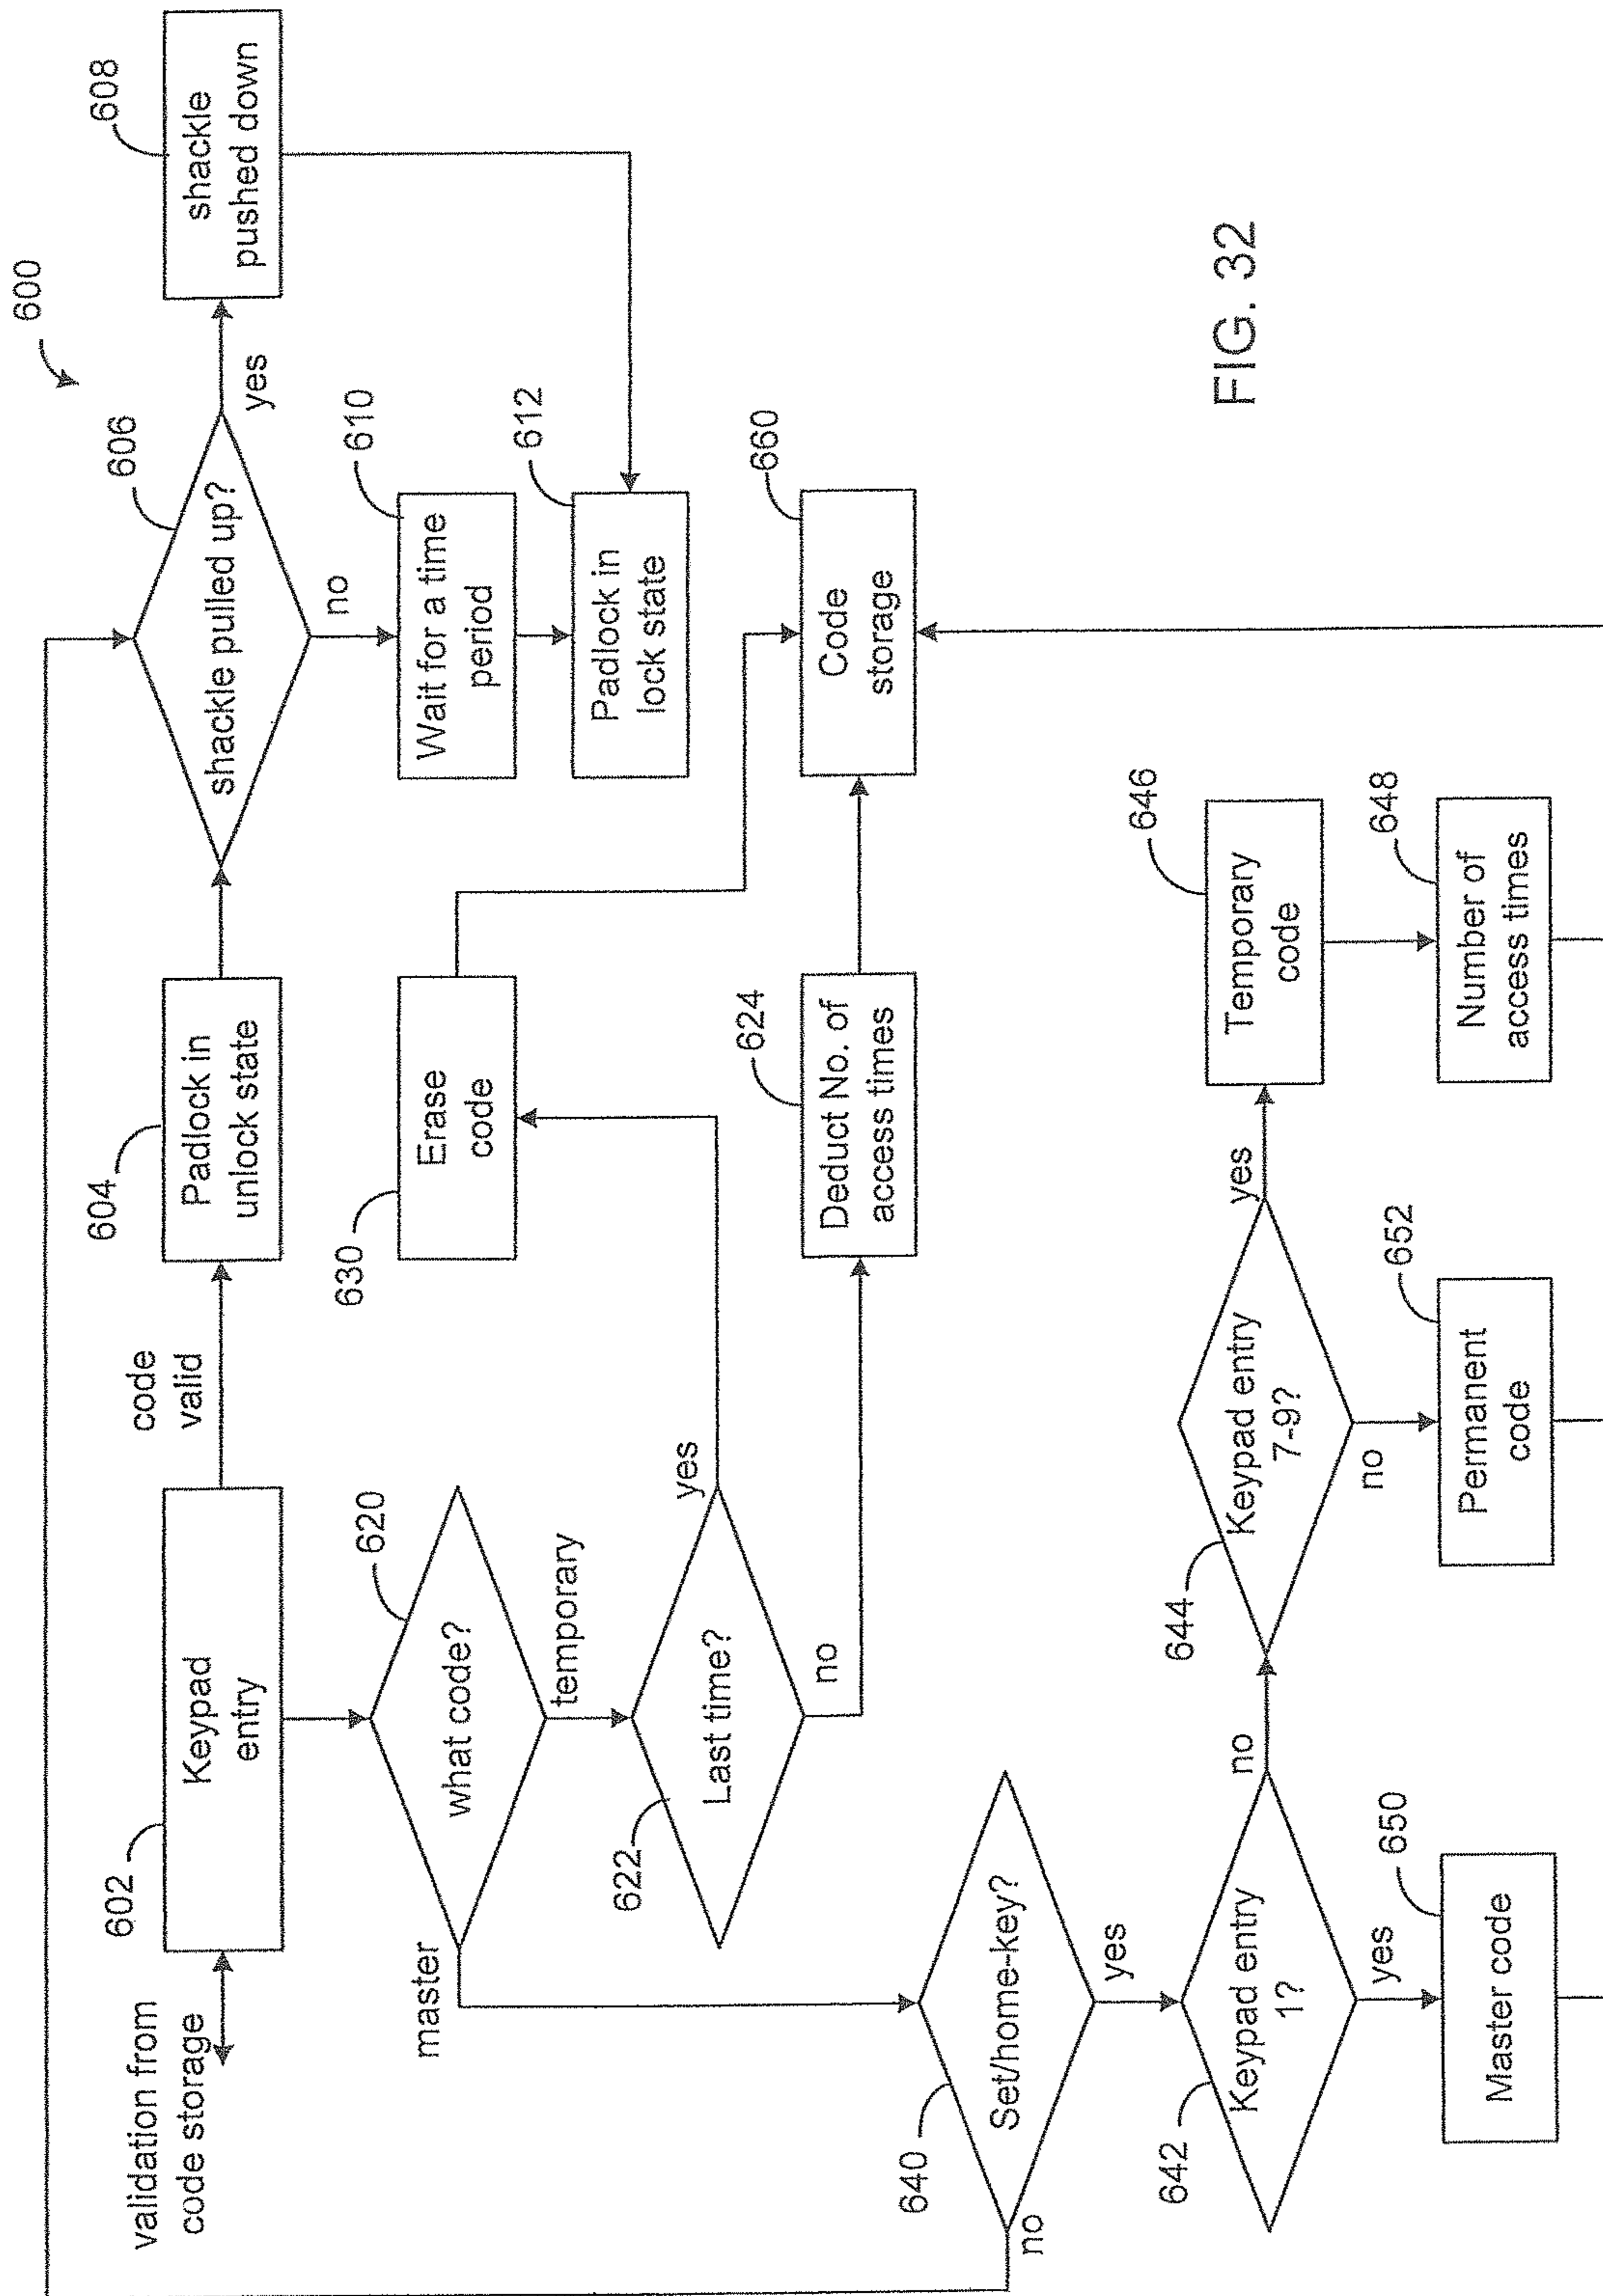 600
602
validation from
code storage
Keypad
entry
code
valid
604
Padlock in
unlock state
606
shackle pulled up?
yes
608
shackle
pushed down
no
610
Wait for a time
period
612
Padlock in
lock state
620
what code?
master
temporary
622
Last time?
yes
no
630
Erase
code
624
Deduct No. of
access times
660
Code
storage
640
Set/home-key?
no
yes
642
Keypad entry
1?
no
yes
650
Master code
644
Keypad entry
7-9?
yes
no
652
Permanent
code
646
Temporary
code
648
Number of
access times
FIG. 32